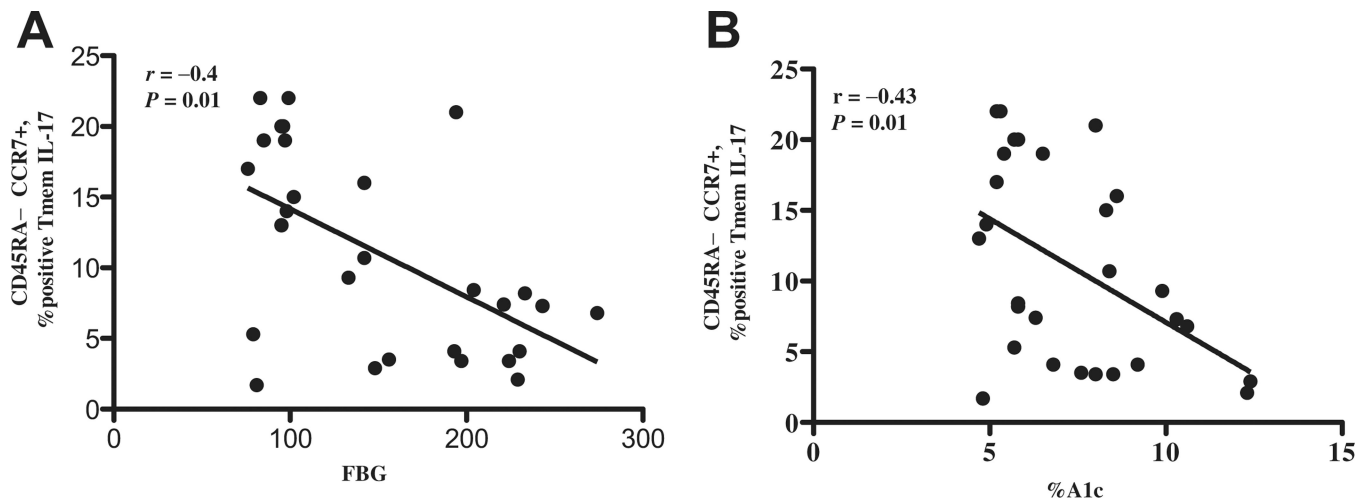 A
CD45RA– CCR7+,
%positive Tmem IL-17
25
20
15
10
5
0
r = –0.4
P = 0.01
0
100
200
300
FBG
B
CD45RA– CCR7+,
%positive Tmem IL-17
25
20
15
10
5
0
r = –0.43
P = 0.01
0
5
10
15
%A1c